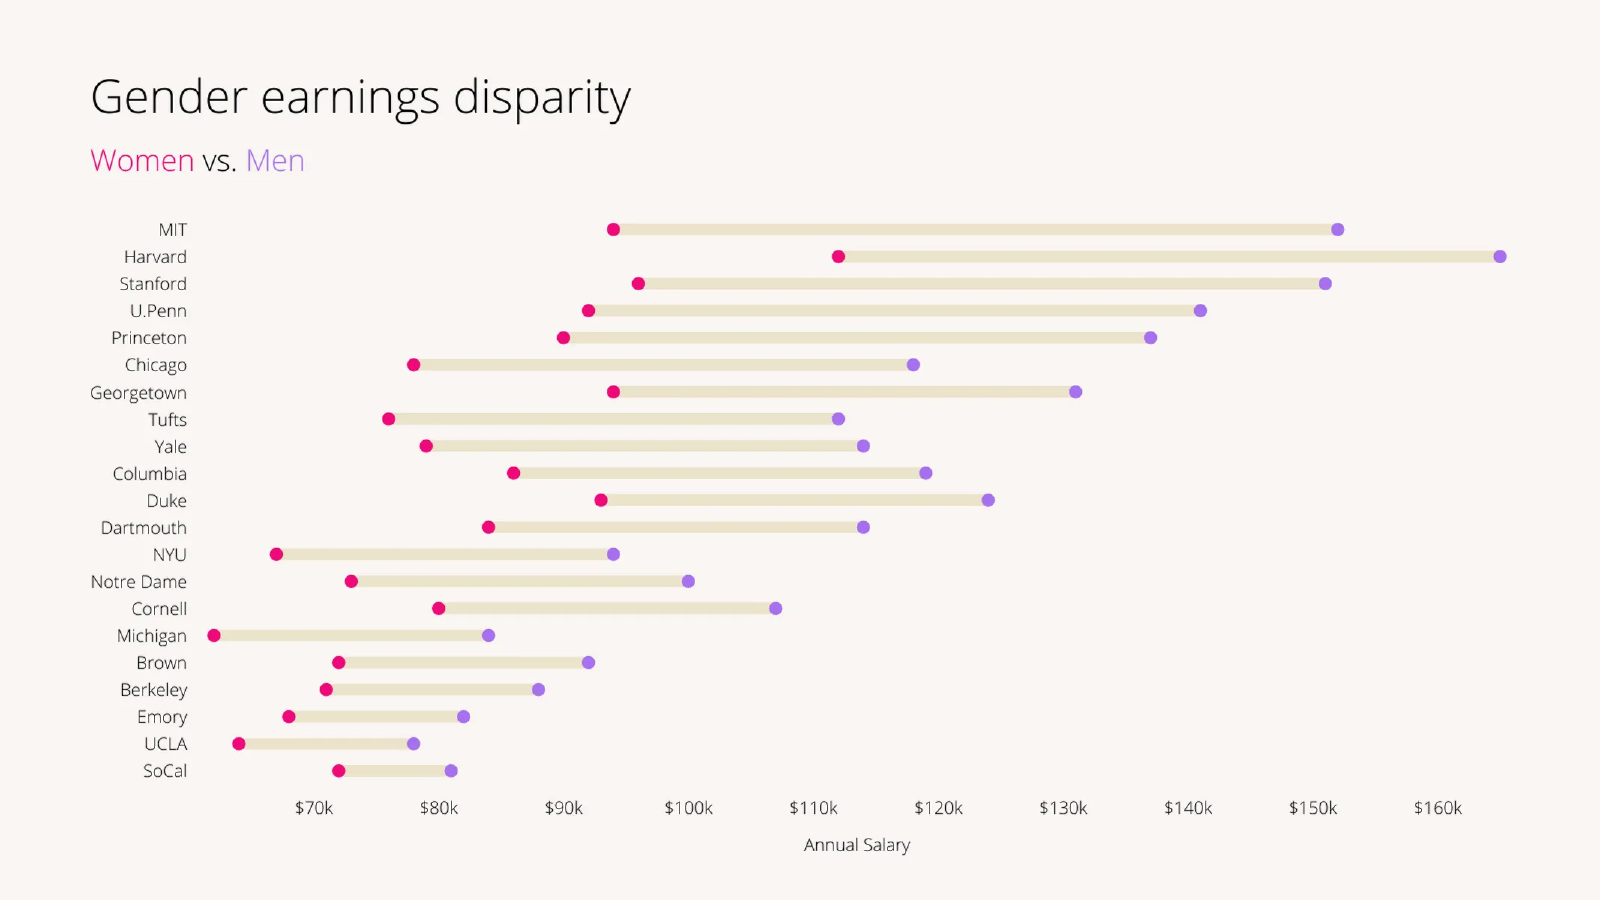 Gender earnings disparity
Women vs. Men
MIT
Harvard
Stanford
U.Penn
Princeton
Chicago
Georgetown
Tufts
Yale
Columbia
Duke
Dartmouth
NYU
Notre Dame
Cornell
Michigan
Brown
Berkeley
Emory
UCLA
SoCal
$70k $80k $90k $100k $110k $120k $130k $140k $150k $160k
Annual Salary